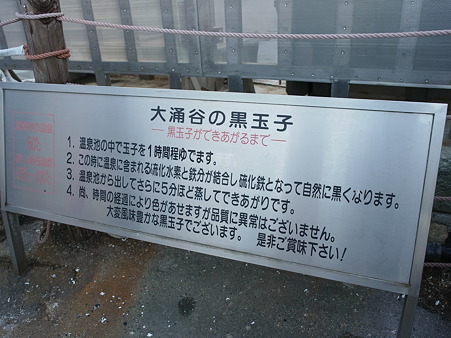 大涌谷の黒玉子
―黒玉子ができあがるまで―
1. 温泉池の中で玉子を1時間程ゆでます。
2. この時に温泉に含まれる硫化水素と鉄分が結合し硫化鉄となって自然に黒くなります。
3. 温泉池から出してさらに5分ほど蒸してできあがりです。
4. 尚、時間の経過により色があせますが品質に異常はございません。
大変風味豊かな黒玉子でございます。 是非ご賞味下さい!